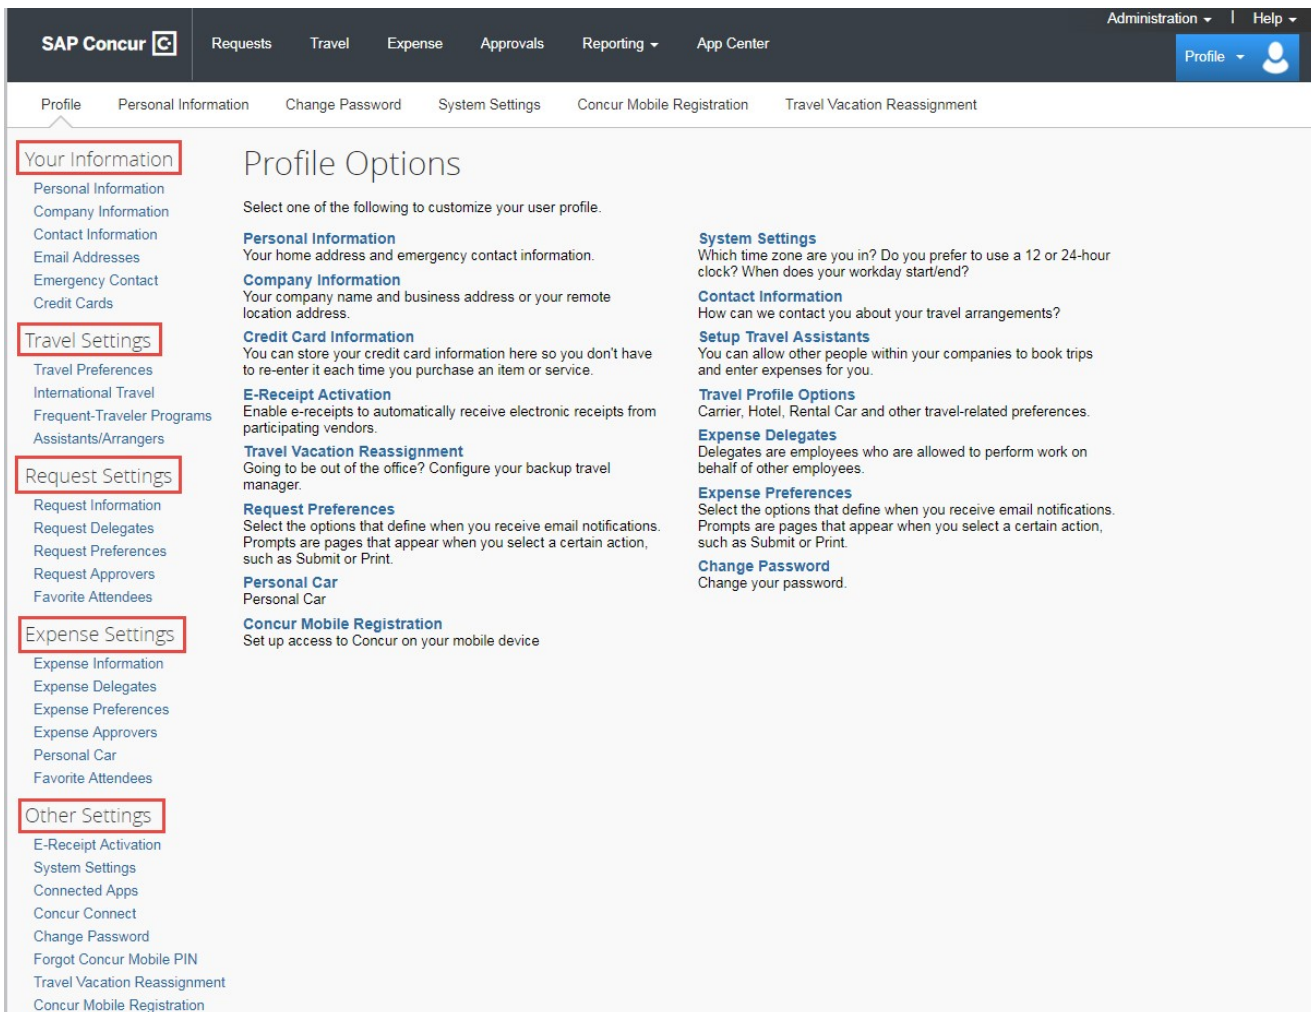 Administration | Help
SAP Concur C Requests Travel Expense Approvals Reporting App Center
Profile
Profile Personal Information Change Password System Settings Concur Mobile Registration Travel Vacation Reassignment
Your Information
Personal Information
Company Information
Contact Information
Email Addresses
Emergency Contact
Credit Cards
Travel Settings
Travel Preferences
International Travel
Frequent-Traveler Programs
Assistants/Arrangers
Request Settings
Request Information
Request Delegates
Request Preferences
Request Approvers
Favorite Attendees
Expense Settings
Expense Information
Expense Delegates
Expense Preferences
Expense Approvers
Personal Car
Favorite Attendees
Other Settings
E-Receipt Activation
System Settings
Connected Apps
Concur Connect
Change Password
Forgot Concur Mobile PIN
Travel Vacation Reassignment
Concur Mobile Registration
Profile Options
Select one of the following to customize your user profile.
Personal Information
Your home address and emergency contact information.
Company Information
Your company name and business address or your remote
location address.
Credit Card Information
You can store your credit card information here so you don't have
to re-enter it each time you purchase an item or service.
E-Receipt Activation
Enable e-receipts to automatically receive electronic receipts from
participating vendors.
Travel Vacation Reassignment
Going to be out of the office? Configure your backup travel
manager.
Request Preferences
Select the options that define when you receive email notifications.
Prompts are pages that appear when you select a certain action,
such as Submit or Print.
Personal Car
Personal Car
Concur Mobile Registration
Set up access to Concur on your mobile device
System Settings
Which time zone are you in? Do you prefer to use a 12 or 24-hour
clock? When does your workday start/end?
Contact Information
How can we contact you about your travel arrangements?
Setup Travel Assistants
You can allow other people within your companies to book trips
and enter expenses for you.
Travel Profile Options
Carrier, Hotel, Rental Car and other travel-related preferences.
Expense Delegates
Delegates are employees who are allowed to perform work on
behalf of other employees.
Expense Preferences
Select the options that define when you receive email notifications.
Prompts are pages that appear when you select a certain action,
such as Submit or Print.
Change Password
Change your password.